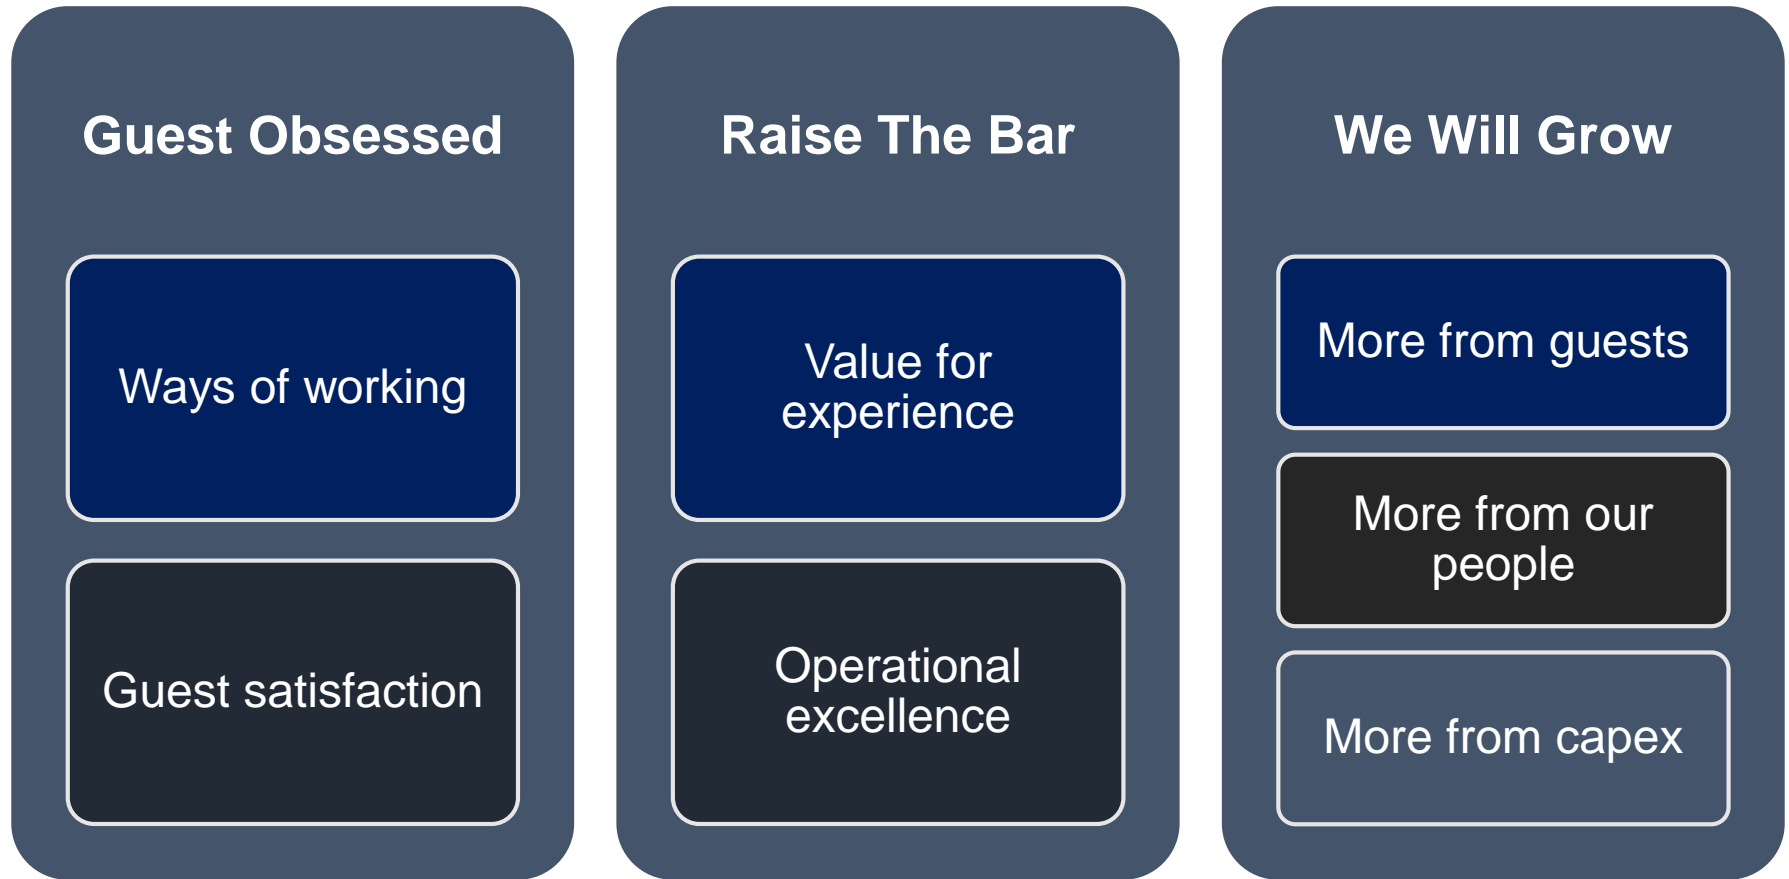 Guest Obsessed
Ways of working
Guest satisfaction
Raise The Bar
Value for
experience
Operational
excellence
We Will Grow
More from guests
More from our
people
More from capex